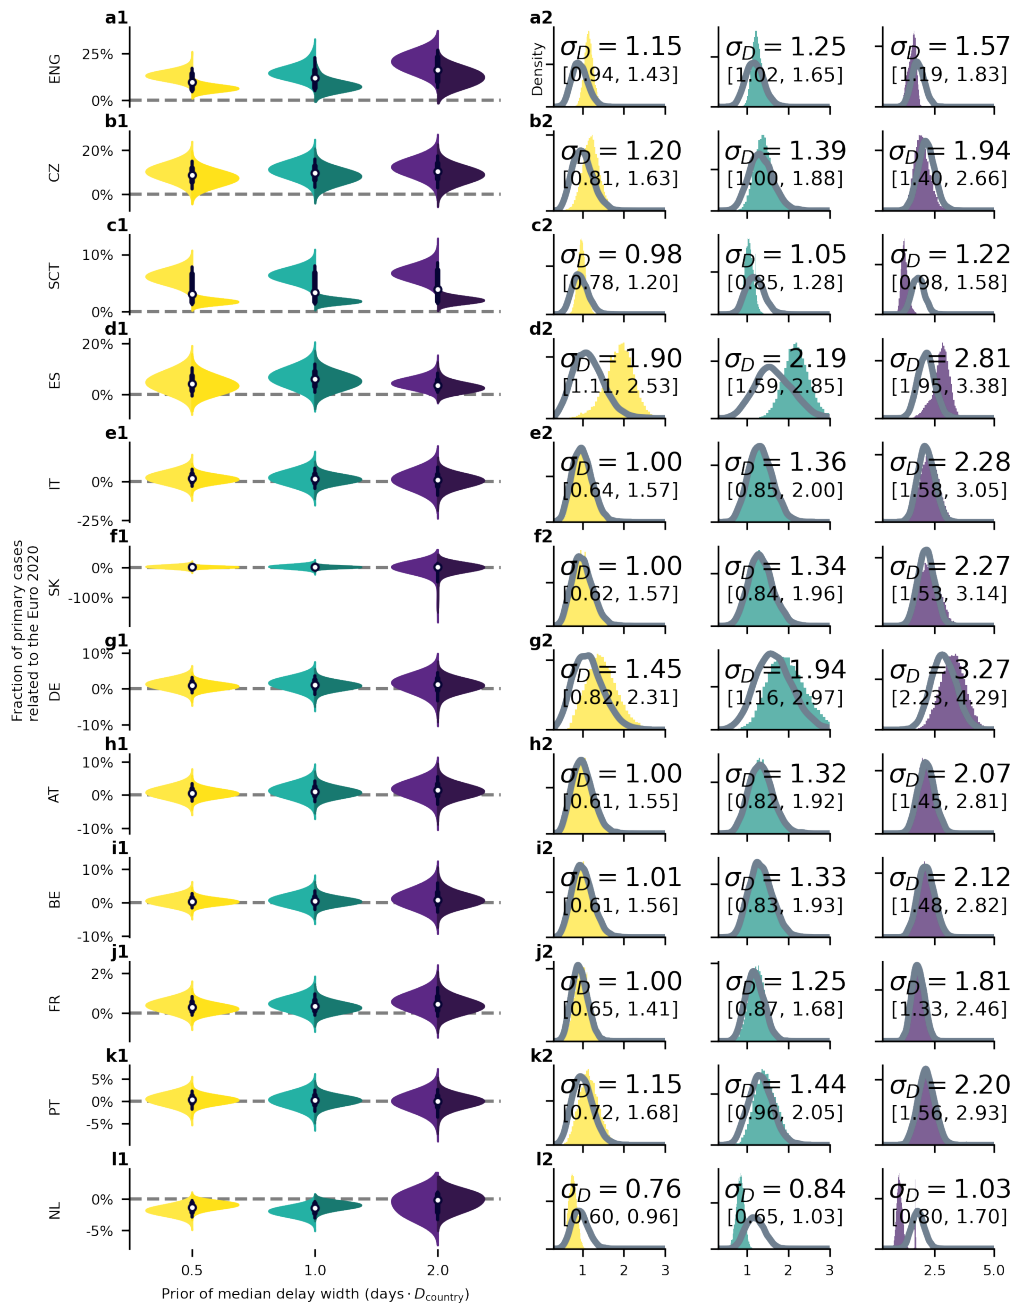 a1
ENG
25%
0%
a2
Density
σD = 1.15
[0.94, 1.43]
σD = 1.25
[1.02, 1.65]
σD = 1.57
[1.19, 1.83]
b1
CZ
20%
0%
b2
σD = 1.20
[0.81, 1.63]
σD = 1.39
[1.00, 1.88]
σD = 1.94
[1.40, 2.66]
c1
SCT
10%
0%
c2
σD = 0.98
[0.78, 1.20]
σD = 1.05
[0.85, 1.28]
σD = 1.22
[0.98, 1.58]
d1
ES
20%
0%
d2
σD = 1.90
[1.11, 2.53]
σD = 2.19
[1.59, 2.85]
σD = 2.81
[1.95, 3.38]
e1
IT
0%
-25%
e2
σD = 1.00
[0.64, 1.57]
σD = 1.36
[0.85, 2.00]
σD = 2.28
[1.58, 3.05]
Fraction of primary cases
related to the Euro 2020
f1
SK
0%
-100%
f2
σD = 1.00
[0.62, 1.57]
σD = 1.34
[0.84, 1.96]
σD = 2.27
[1.53, 3.14]
g1
DE
10%
0%
-10%
g2
σD = 1.45
[0.82, 2.31]
σD = 1.94
[1.16, 2.97]
σD = 3.27
[2.23, 4.29]
h1
AT
10%
0%
-10%
h2
σD = 1.00
[0.61, 1.55]
σD = 1.32
[0.82, 1.92]
σD = 2.07
[1.45, 2.81]
i1
BE
10%
0%
-10%
i2
σD = 1.01
[0.61, 1.56]
σD = 1.33
[0.83, 1.93]
σD = 2.12
[1.48, 2.82]
j1
FR
2%
0%
j2
σD = 1.00
[0.65, 1.41]
σD = 1.25
[0.87, 1.68]
σD = 1.81
[1.33, 2.46]
k1
PT
5%
0%
-5%
k2
σD = 1.15
[0.72, 1.68]
σD = 1.44
[0.96, 2.05]
σD = 2.20
[1.56, 2.93]
l1
NL
0%
-5%
l2
σD = 0.76
[0.60, 0.96]
σD = 0.84
[0.65, 1.03]
σD = 1.03
[0.80, 1.70]
0.5 1.0 2.0
1 2 3
1 2 3
2.5 5.0
Prior of median delay width (days · Dcountry)